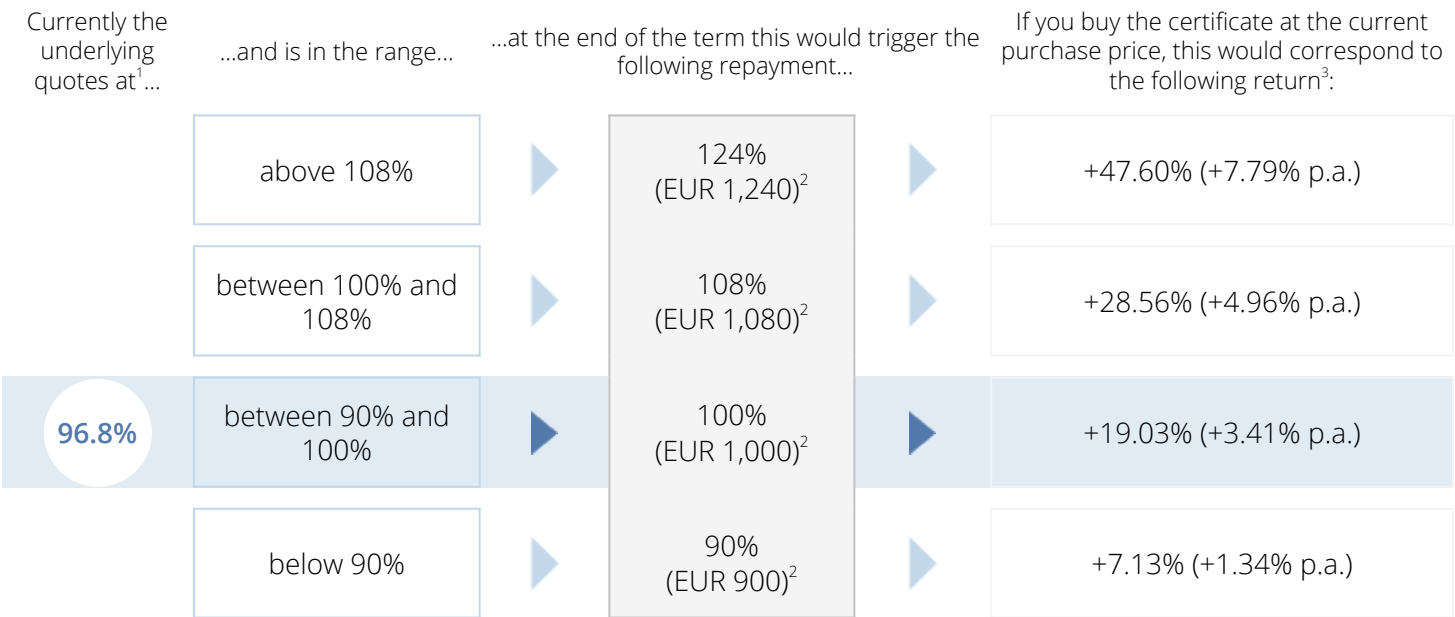 Currently the
underlying
quotes at¹...
...and is in the range...
...at the end of the term this would trigger the
following repayment...
If you buy the certificate at the current
purchase price, this would correspond to
the following return³:
above 108%
124%
(EUR 1,240)²
+47.60% (+7.79% p.a.)
between 100% and
108%
108%
(EUR 1,080)²
+28.56% (+4.96% p.a.)
96.8%
between 90% and
100%
100%
(EUR 1,000)²
+19.03% (+3.41% p.a.)
below 90%
90%
(EUR 900)²
+7.13% (+1.34% p.a.)